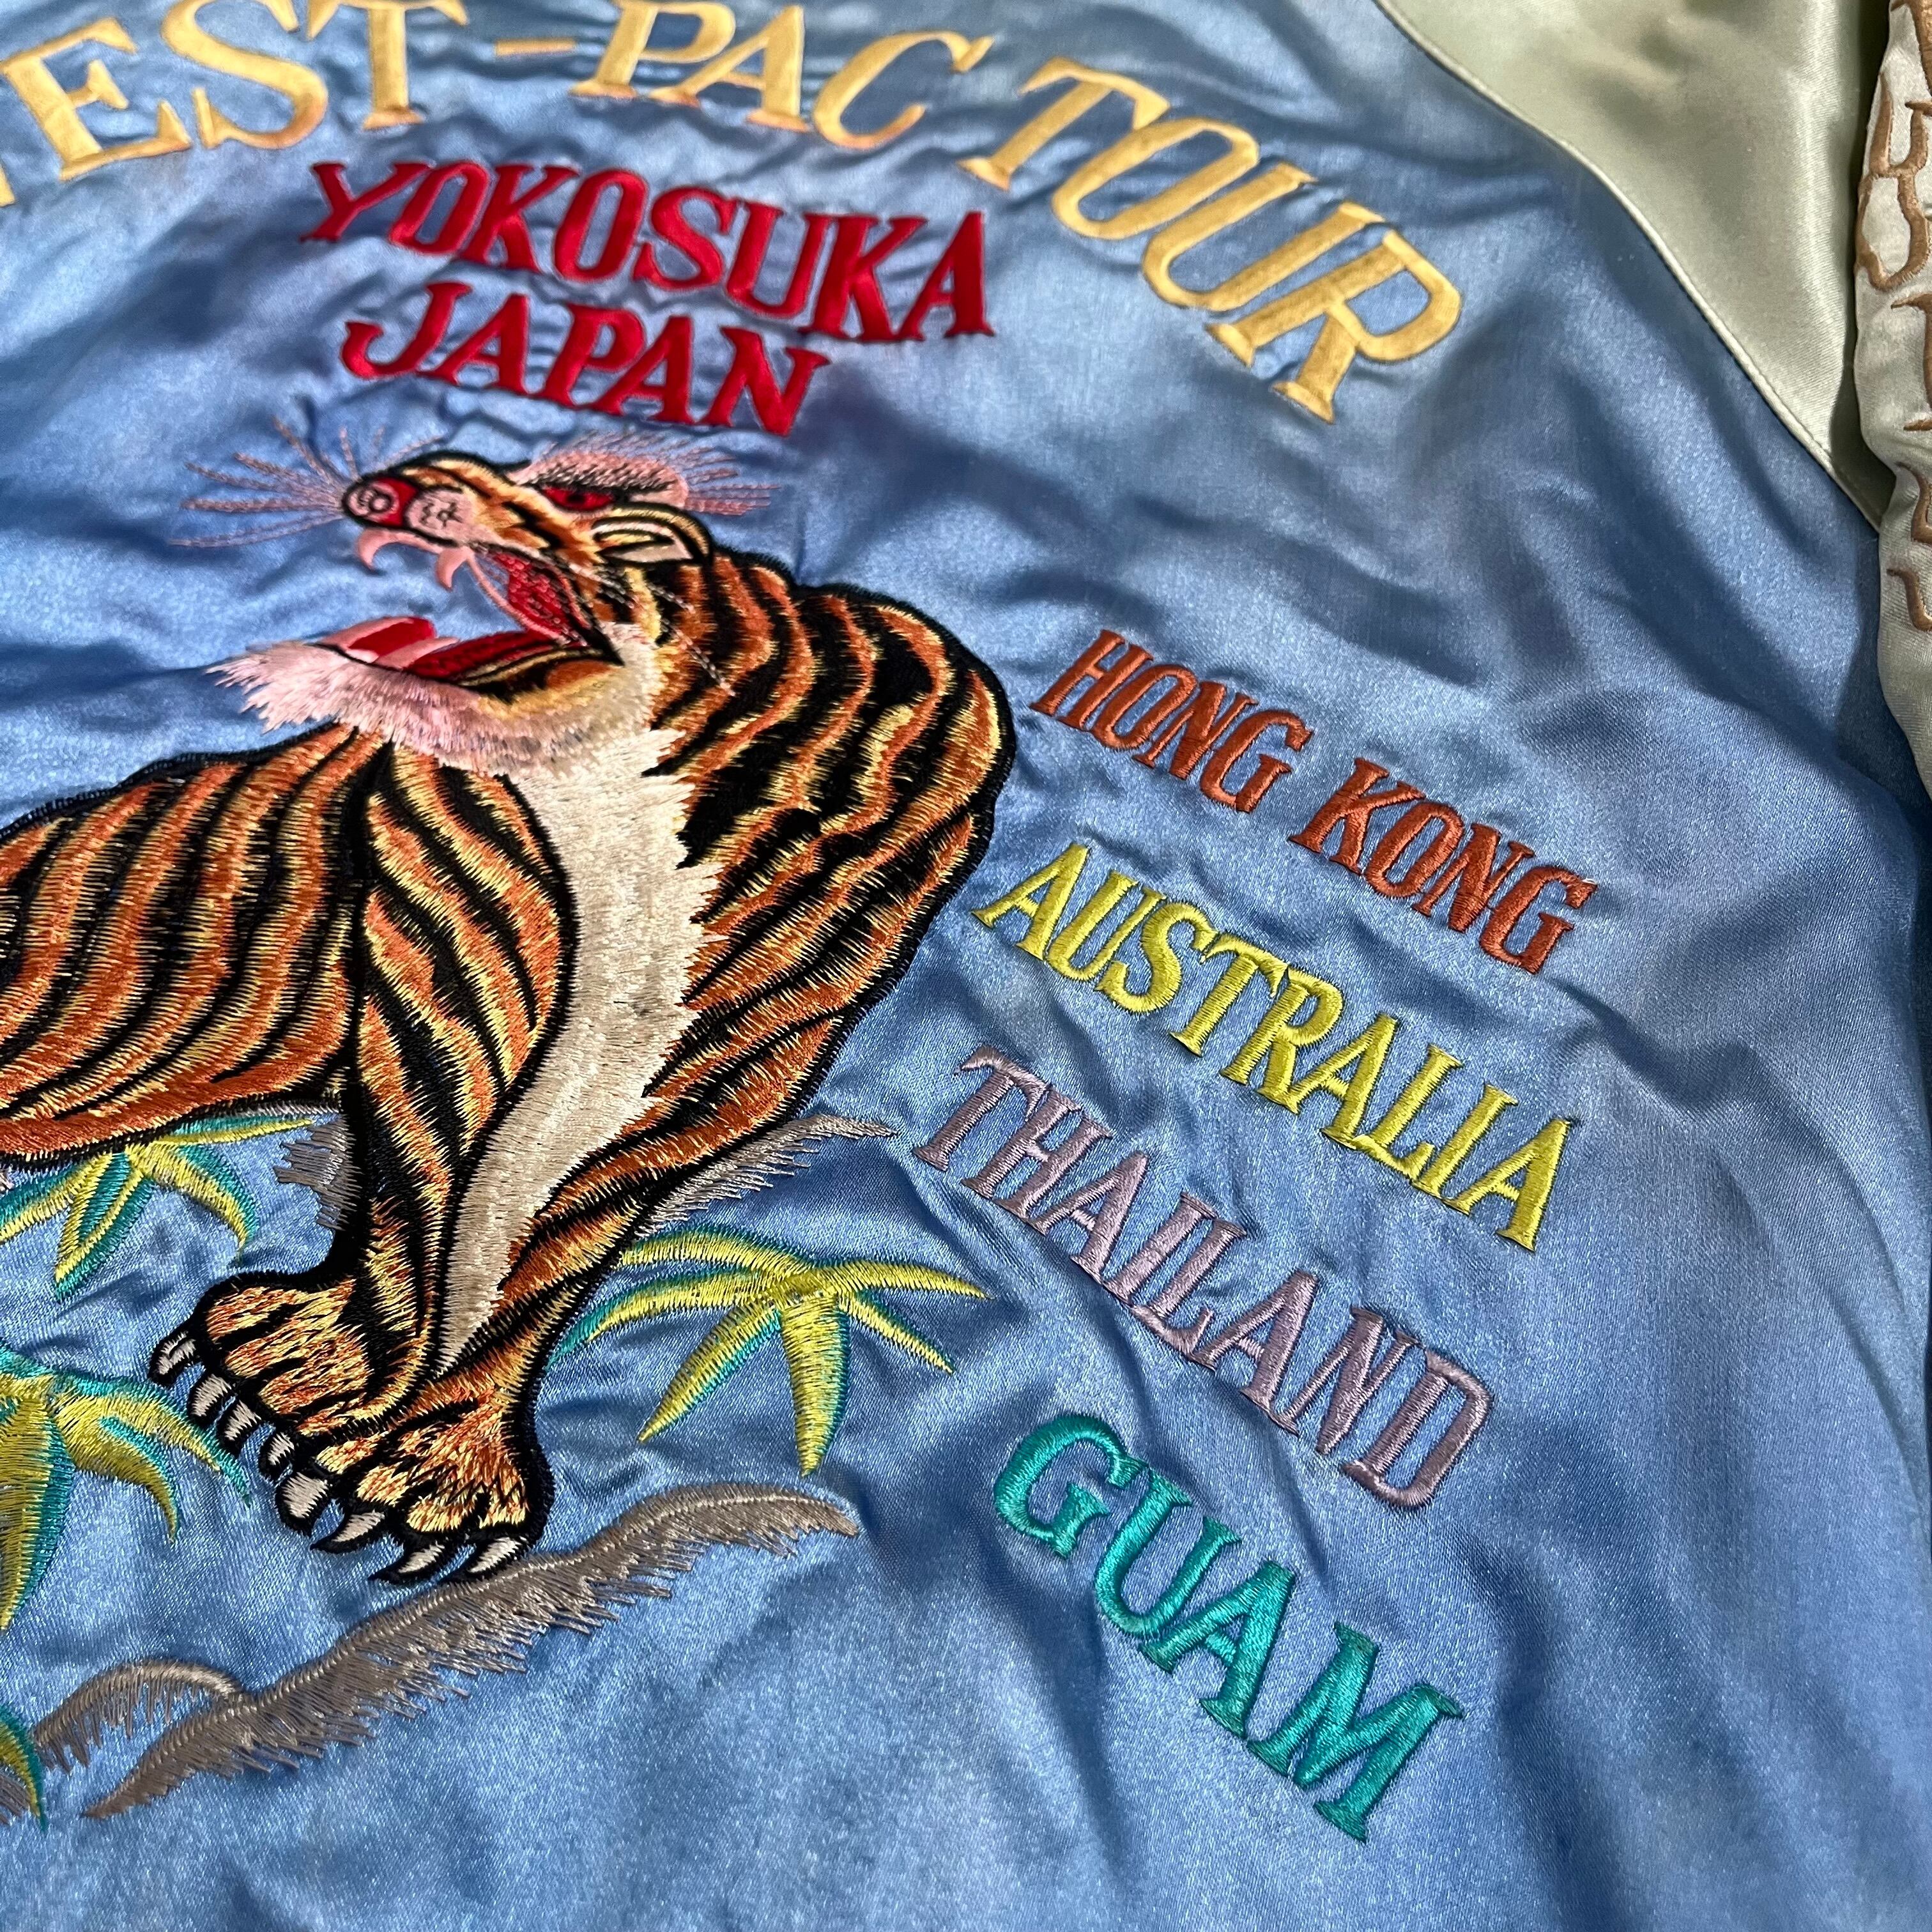 EST-PAC TOUR
YOKOSUKA
JAPAN
HONG KONG
AUSTRALIA
THAILAND
GUAM